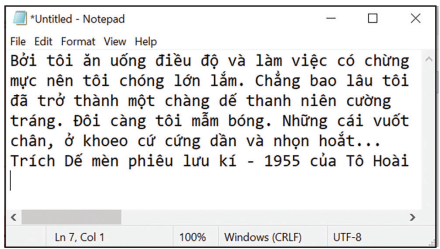 *Untitled - Notepad
File Edit Format View Help
Bởi tôi ăn uống điều độ và làm việc có chừng
mực nên tôi chóng lớn lắm. Chẳng bao lâu tôi
đã trở thành một chàng dế thanh niên cường
tráng. Đôi càng tôi mẫm bóng. Những cái vuốt
chân, ở khoeo cứ cứng dần và nhọn hoắt...
Trích Dế mèn phiêu lưu kí - 1955 của Tô Hoài
Ln 7, Col 1 100% Windows (CRLF) UTF-8